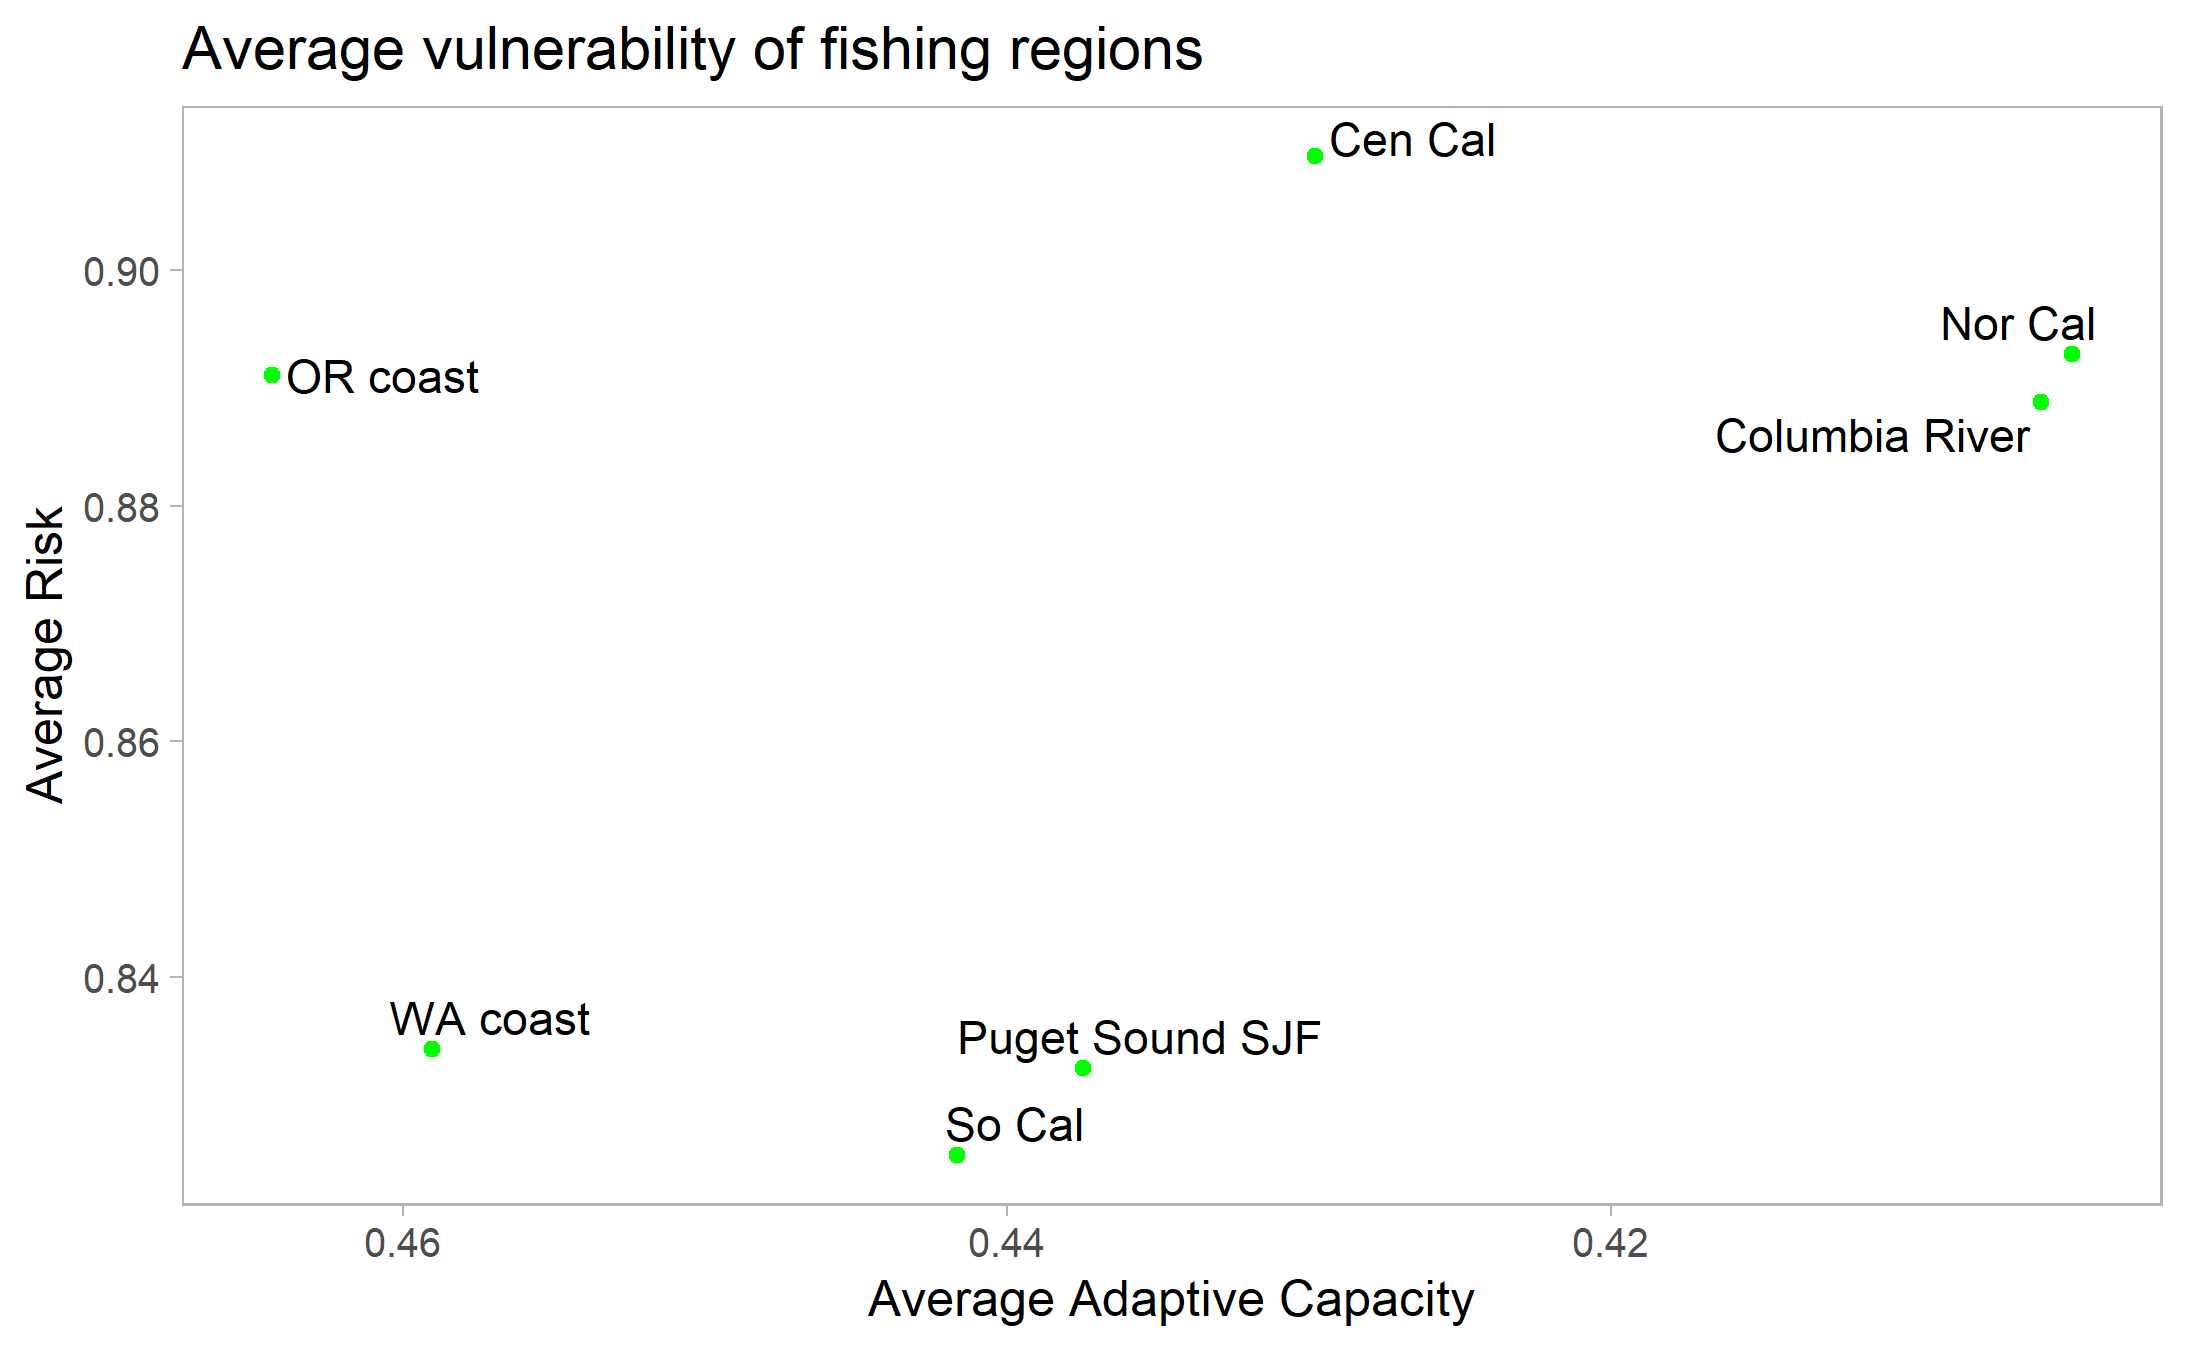 Average vulnerability of fishing regions
Cen Cal
0.90
Nor Cal
OR coast
Columbia River
0.88
Average Risk
0.86
0.84
WA coast
Puget Sound SJF
So Cal
0.46
0.44
0.42
Average Adaptive Capacity